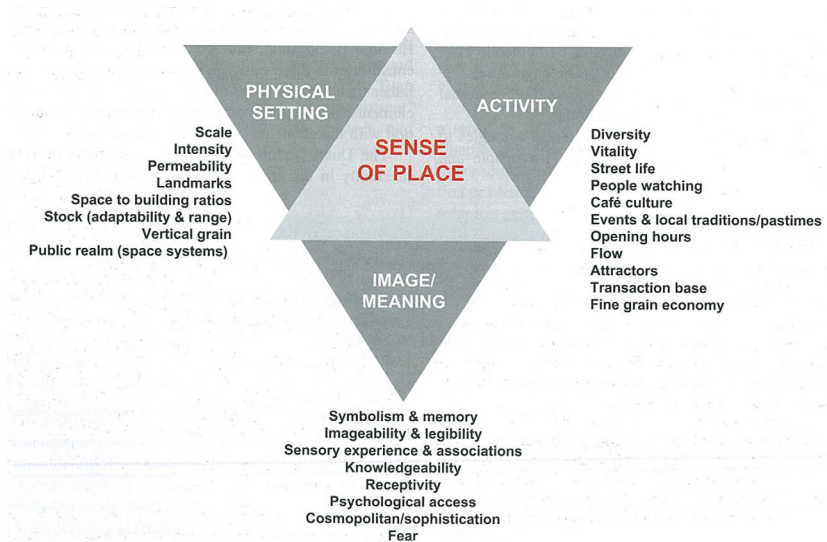 PHYSICAL
SETTING
ACTIVITY
SENSE
OF PLACE
IMAGE/
MEANING
Scale
Intensity
Permeability
Landmarks
Space to building ratios
Stock (adaptability & range)
Vertical grain
Public realm (space systems)
Diversity
Vitality
Street life
People watching
Café culture
Events & local traditions/pastimes
Opening hours
Flow
Attractors
Transaction base
Fine grain economy
Symbolism & memory
Imageability & legibility
Sensory experience & associations
Knowledgeability
Receptivity
Psychological access
Cosmopolitan/sophistication
Fear